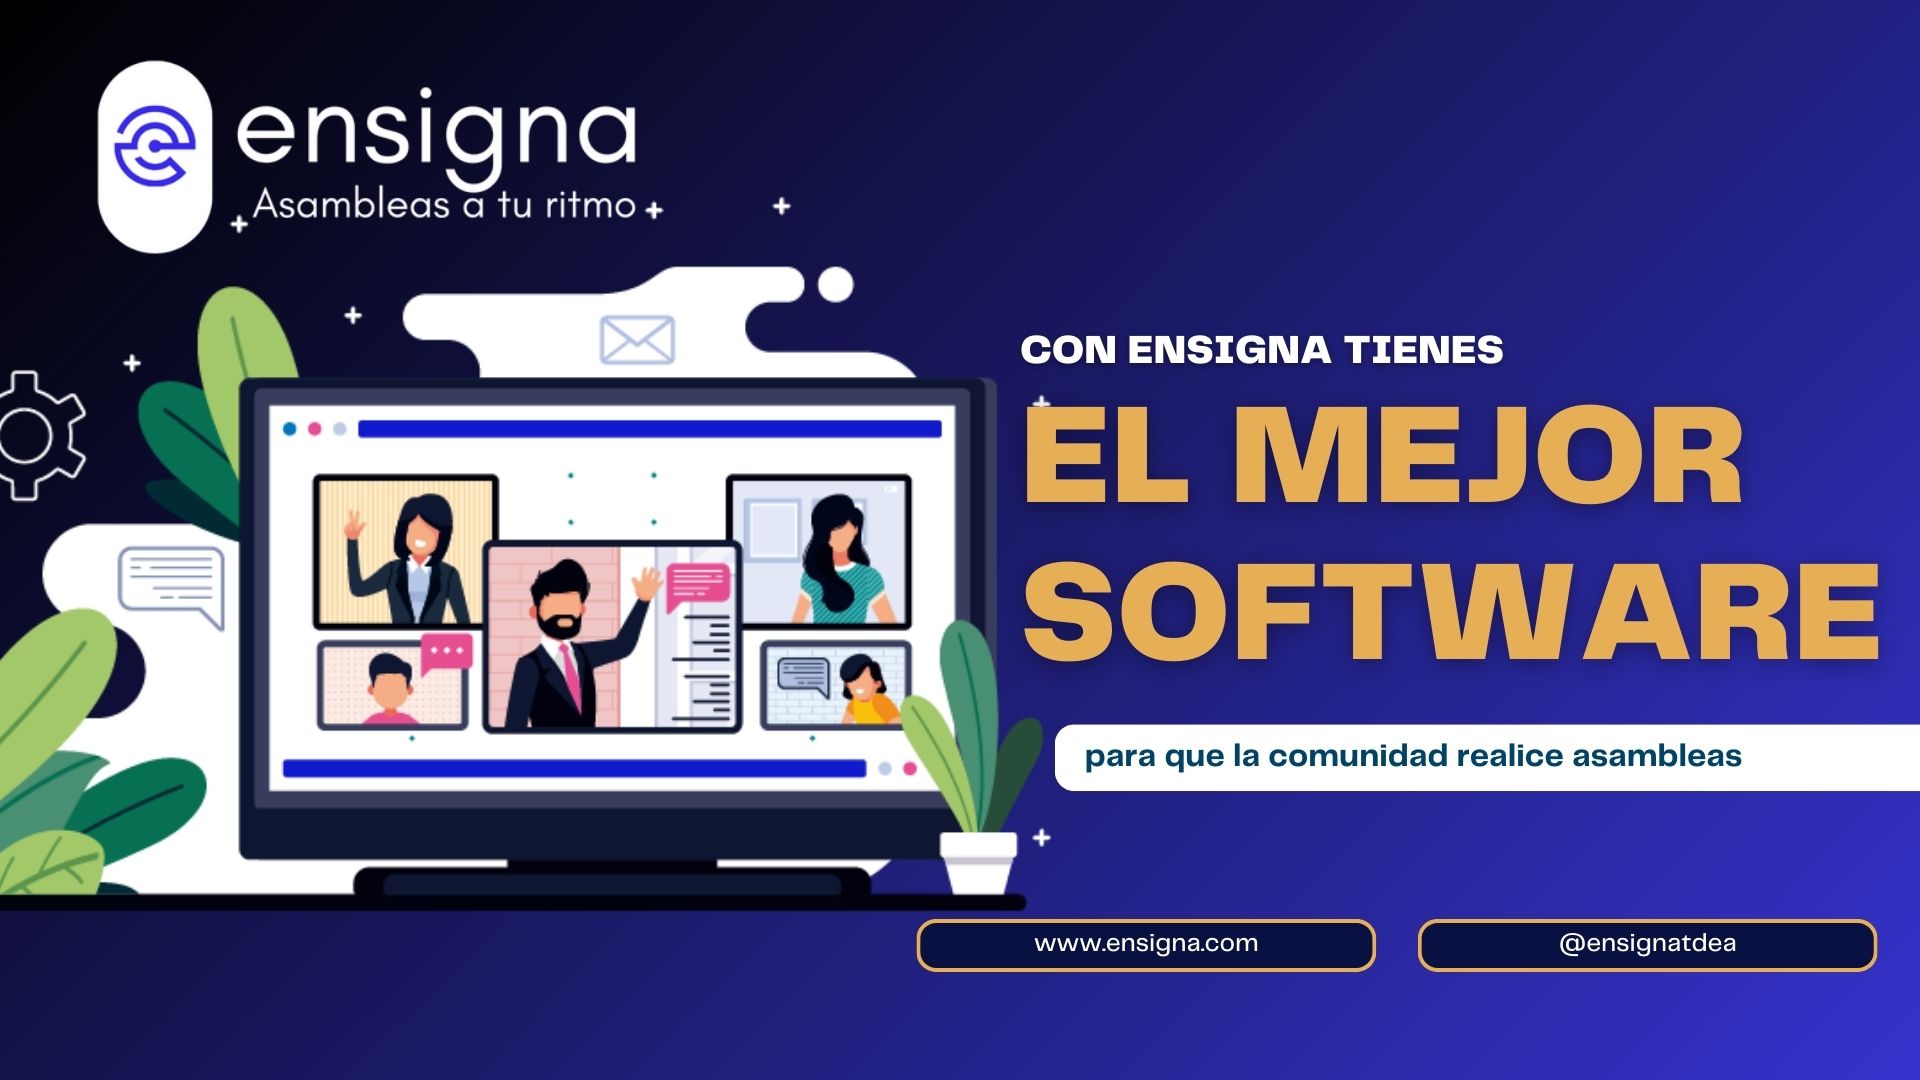 ensigna
Asambleas a tu ritmo
CON ENSIGNA TIENES
EL MEJOR
SOFTWARE
para que la comunidad realice asambleas
www.ensigna.com
@ensignatdea